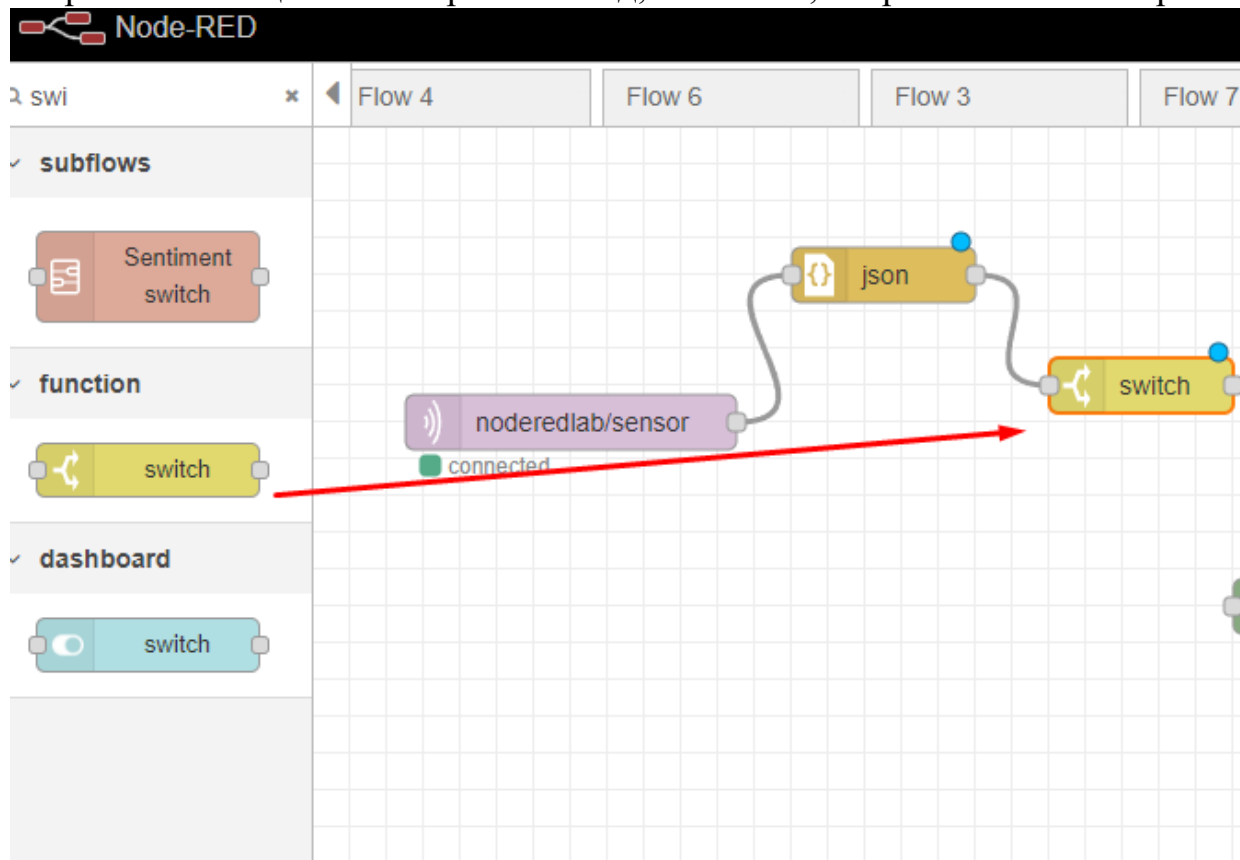 Node-RED
swi
Flow 4
Flow 6
Flow 3
Flow 7
subflows
Sentiment
switch
function
switch
dashboard
switch
json
switch
noderedlab/sensor
connected